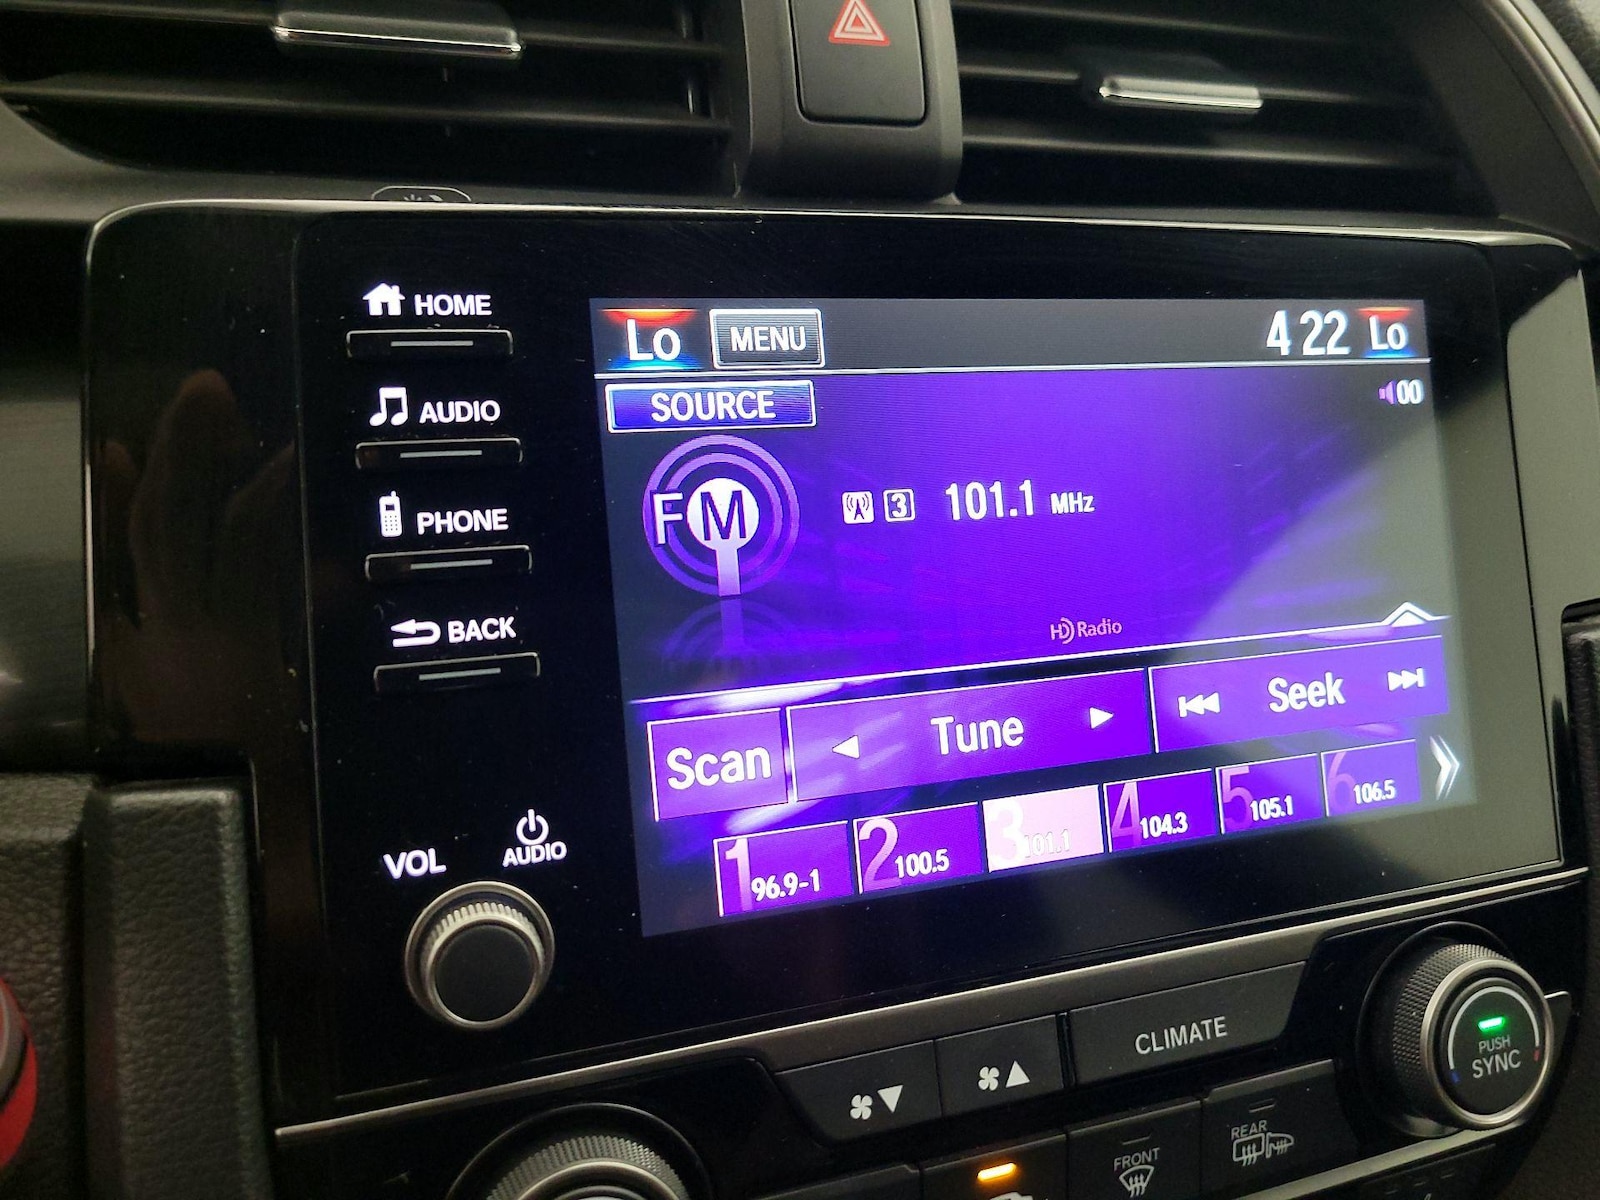 HOME
Lo MENU 4 22 Lo
SOURCE 00
AUDIO
FM 3 101.1 MHz
PHONE
HD Radio
BACK
Scan Tune Seek
1 96.9-1 2 100.5 3 101.1 4 104.3 5 105.1 6 106.5
VOL AUDIO
CLIMATE
PUSH
SYNC
FRONT
REAR